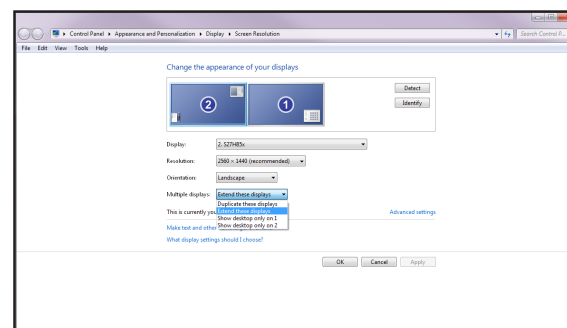 Control Panel ▸ Appearance and Personalization ▸ Display ▸ Screen Resolution
Search Control P...
File Edit View Tools Help
Change the appearance of your displays
2
1
Detect
Identify
Display: 2. S27H85x
Resolution: 2560 × 1440 (recommended)
Orientation: Landscape
Multiple displays: Extend these displays
Duplicate these displays
This is currently you Extend these displays Advanced settings
Show desktop only on 1
Make text and other Show desktop only on 2
What display settings should I choose?
OK Cancel Apply